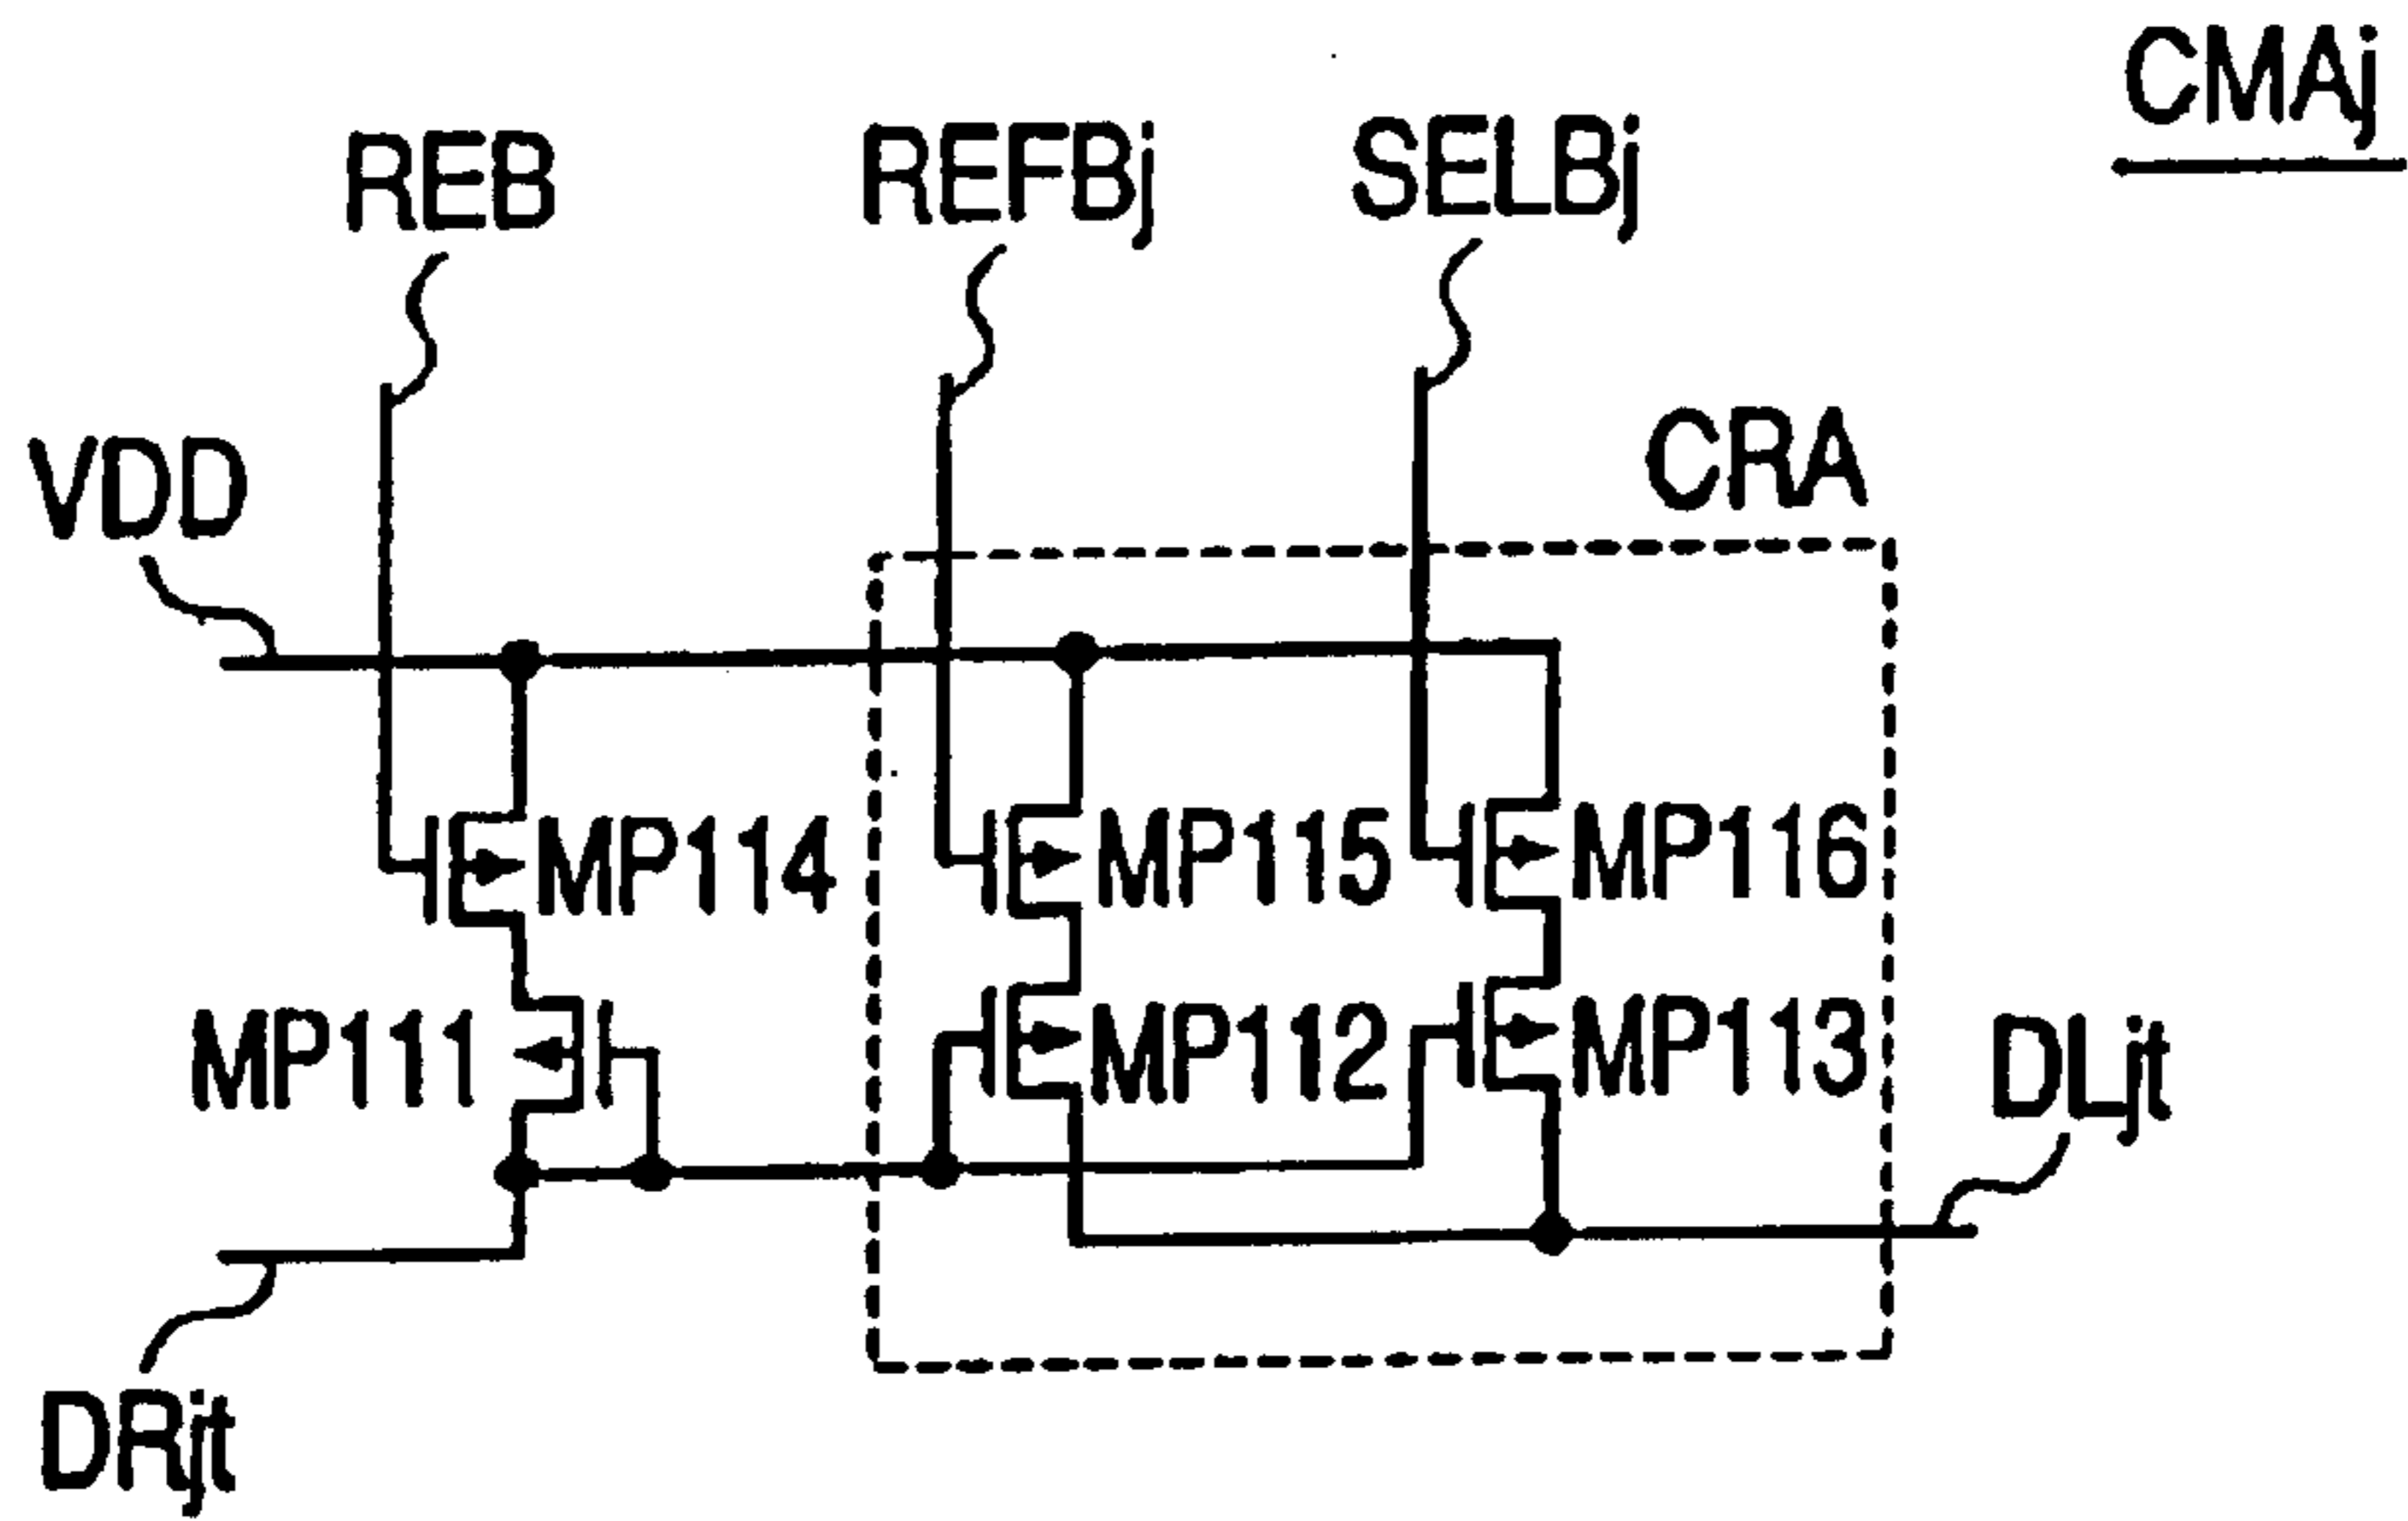 CMAj
REB
REFBj
SELBj
VDD
CRA
MP114
MP115
MP116
MP111
MP112
MP113
DLjt
DRjt